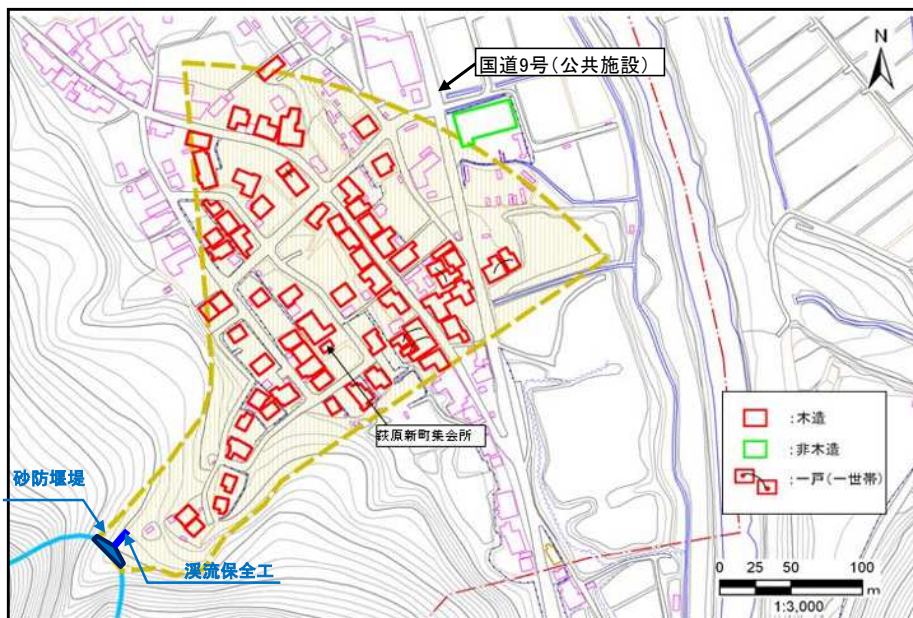 N
国道9号(公共施設)
萩原新町集会所
砂防堰堤
渓流保全工
:木造
:非木造
:一戸(一世帯)
0 25 50 100
m
1:3,000